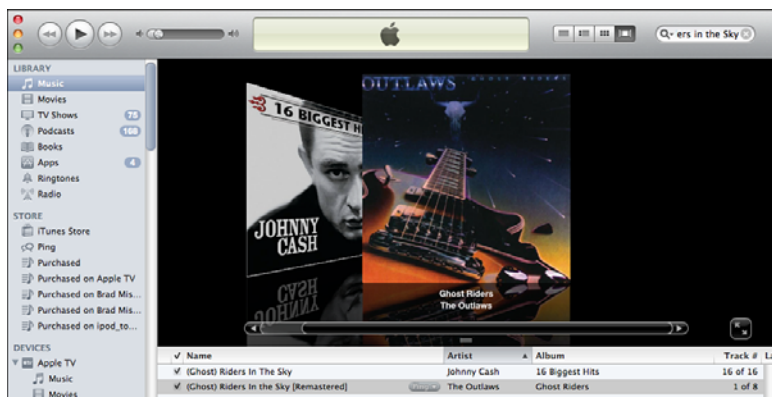 ers in the Sky
LIBRARY
Music
Movies
TV Shows 76
Podcasts 168
Books
Apps 4
Ringtones
Radio
STORE
iTunes Store
Ping
Purchased
Purchased on Apple TV
Purchased on Brad Mis...
Purchased on Brad Mis...
Purchased on ipod_to...
DEVICES
Apple TV
Music
Movies
16 BIGGEST HI
JOHNNY
CASH
OUTLAWS GHOST RIDERS
Ghost Riders
The Outlaws
Name Artist Album Track #
(Ghost) Riders In The Sky Johnny Cash 16 Biggest Hits 16 of 16
(Ghost) Riders In the Sky [Remastered] The Outlaws Ghost Riders 1 of 8